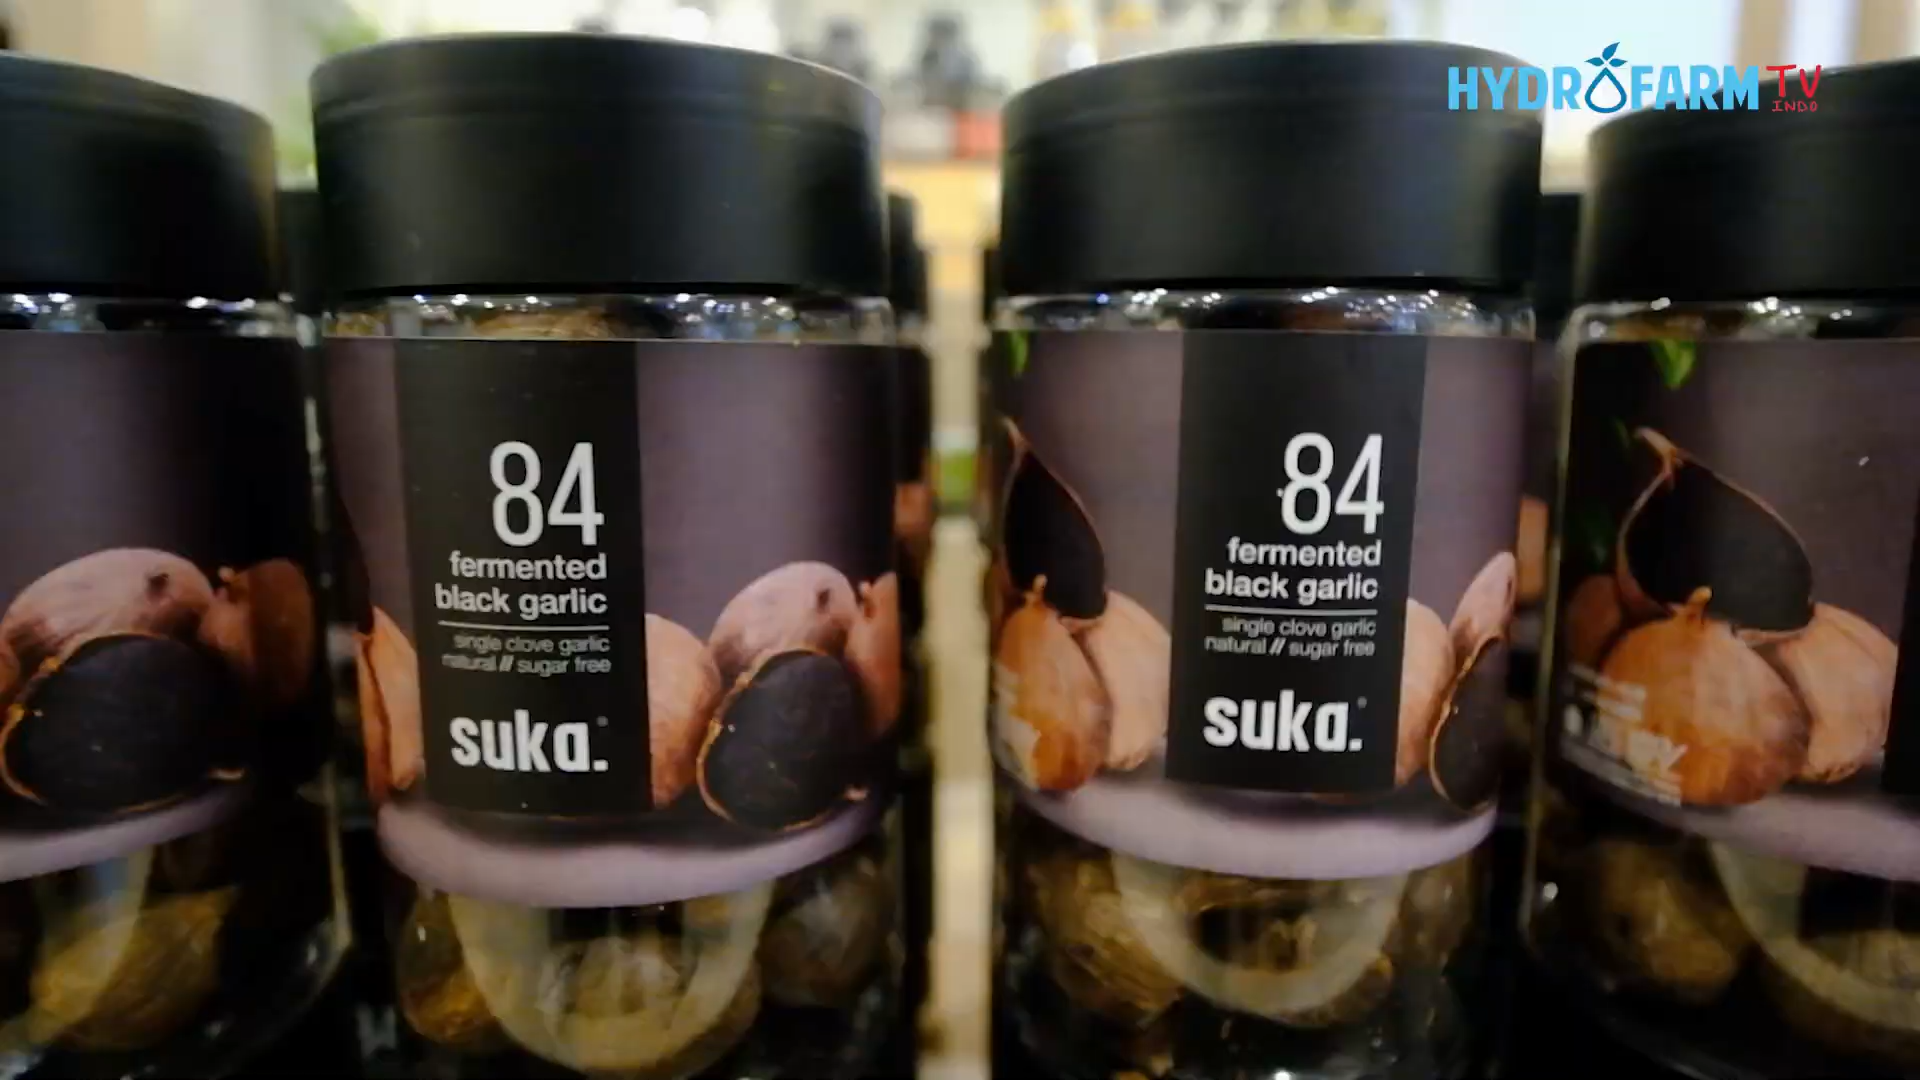 HYDROFARM TV
INDO
84
fermented
black garlic
single clove garlic
natural // sugar free
suka.
84
fermented
black garlic
single clove garlic
natural // sugar free
suka.